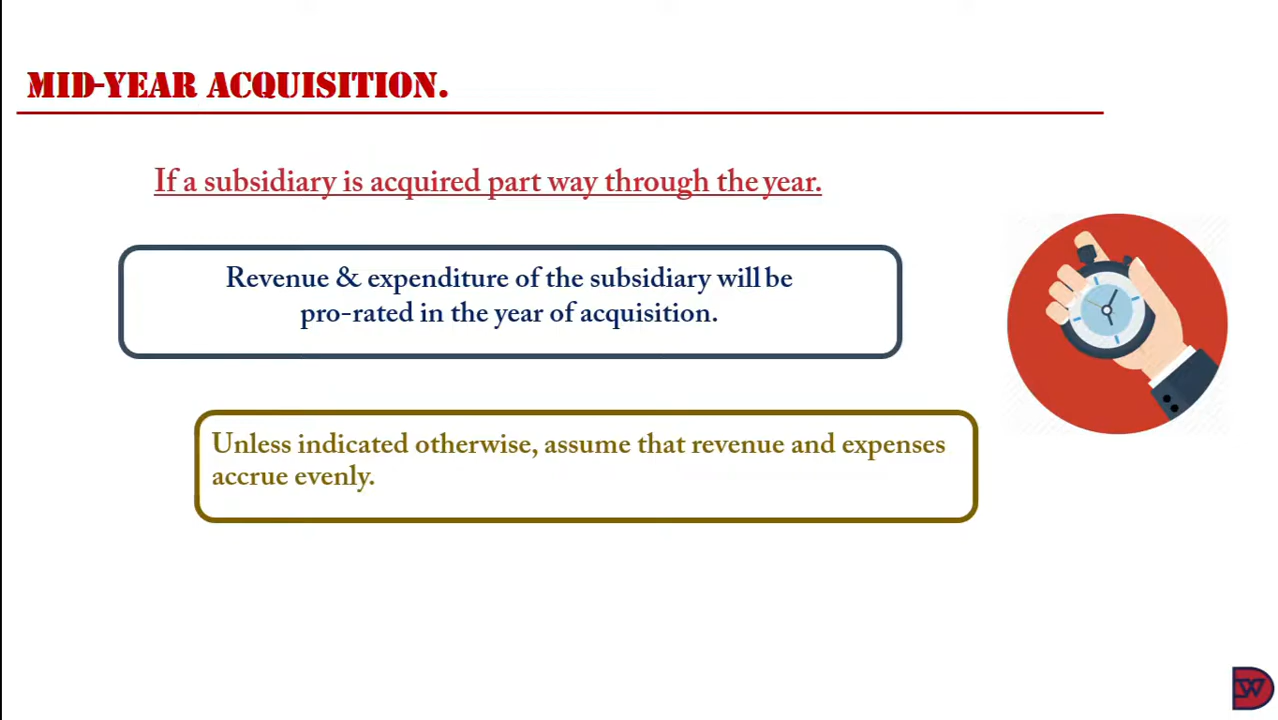 MID-YEAR ACQUISITION.
If a subsidiary is acquired part way through the year.
Revenue & expenditure of the subsidiary will be
pro-rated in the year of acquisition.
Unless indicated otherwise, assume that revenue and expenses
accrue evenly.
DW